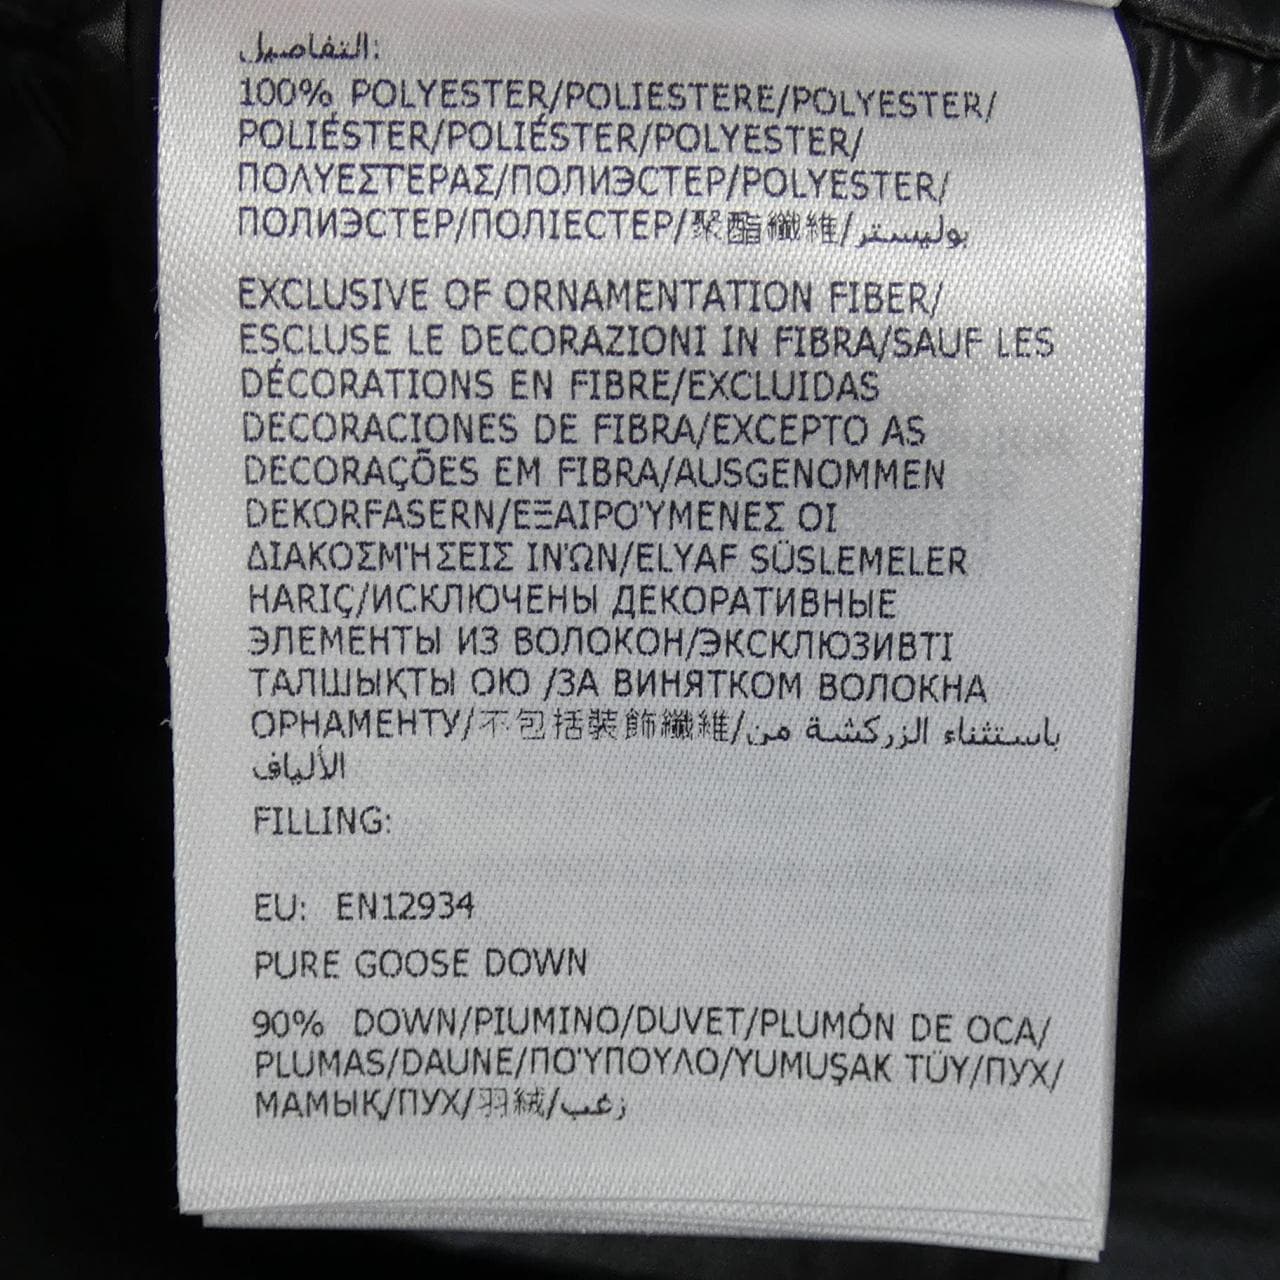 التفاصيل:
100% POLYESTER/POLIESTERE/POLYESTER/
POLIÉSTER/POLIÉSTER/POLYESTER/
ΠΟΛΥΕΣΤΕΡΑΣ/ПОЛИЭСТЕР/POLYESTER/
ПОЛИЭСТЕР/ПОЛІЕСТЕР/聚酯纖維/بوليستر
EXCLUSIVE OF ORNAMENTATION FIBER/
ESCLUSE LE DECORAZIONI IN FIBRA/SAUF LES
DÉCORATIONS EN FIBRE/EXCLUIDAS
DECORACIONES DE FIBRA/EXCEPTO AS
DECORAÇÕES EM FIBRA/AUSGENOMMEN
DEKORFASERN/ΕΞΑΙΡΟΎΜΕΝΕΣ ΟΙ
ΔΙΑΚΟΣΜΉΣΕΙΣ ΙΝΏΝ/ELYAF SÜSLEMELER
HARIÇ/ИСКЛЮЧЕНЫ ДЕКОРАТИВНЫЕ
ЭЛЕМЕНТЫ ИЗ ВОЛОКОН/ЭКСКЛЮЗИВТІ
ТАЛШЫҚТЫ ОЮ /ЗА ВИНЯТКОМ ВОЛОКНА
ОРНАМЕНТУ/不包括裝飾纖維/باستثناء الزركشة من
الألياف
FILLING:
EU: EN12934
PURE GOOSE DOWN
90% DOWN/PIUMINO/DUVET/PLUMÓN DE OCA/
PLUMAS/DAUNE/ΠΟΎΠΟΥΛΟ/YUMUŞAK TÜY/ПУХ/
МАМЫҚ/ПУХ/羽絨/زغب